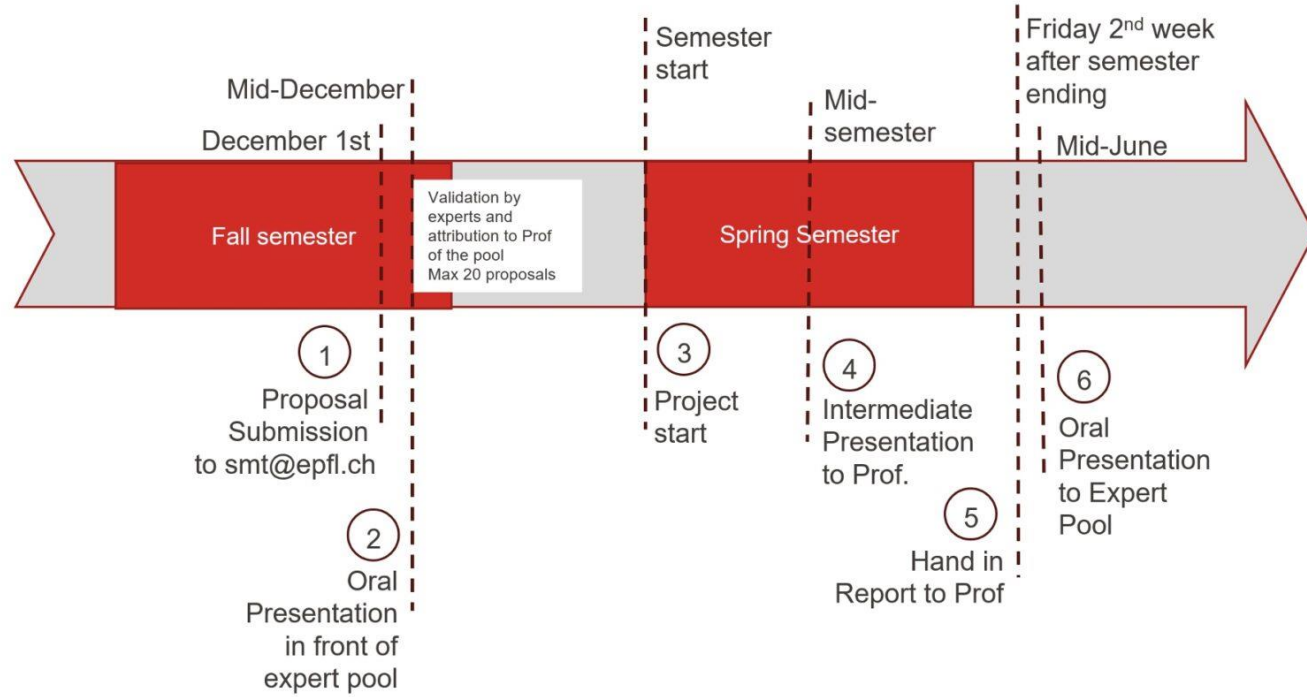 Semester
start
Friday 2nd week
after semester
ending
Mid-December
Mid-
semester
December 1st
Mid-June
Fall semester
Validation by
experts and
attribution to Prof
of the pool
Max 20 proposals
Spring Semester
1
Proposal
Submission
to smt@epfl.ch
2
Oral
Presentation
in front of
expert pool
3
Project
start
4
Intermediate
Presentation
to Prof.
5
Hand in
Report to Prof
6
Oral
Presentation
to Expert
Pool